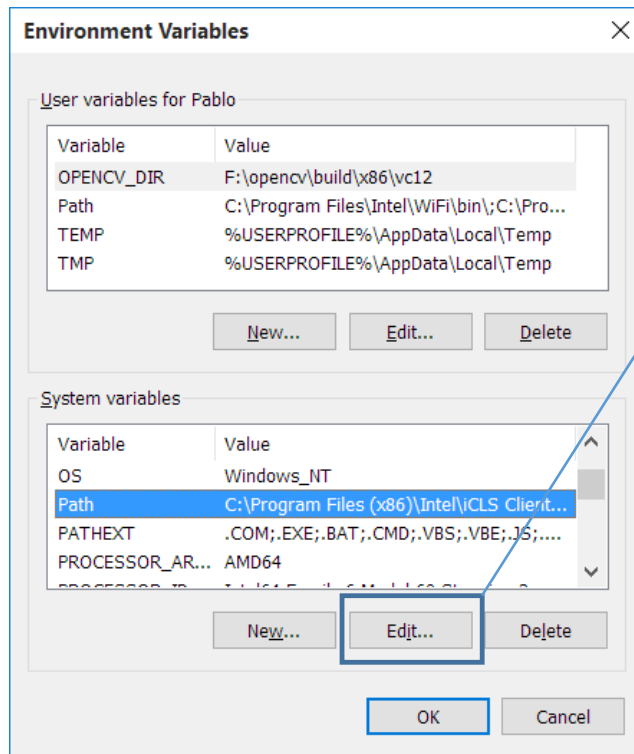 Environment Variables
User variables for Pablo
Variable Value
OPENCV_DIR F:\opencv\build\x86\vc12
Path C:\Program Files\Intel\WiFi\bin\;C:\Pro...
TEMP %USERPROFILE%\AppData\Local\Temp
TMP %USERPROFILE%\AppData\Local\Temp
New... Edit... Delete
System variables
Variable Value
OS Windows_NT
Path C:\Program Files (x86)\Intel\iCLS Client...
PATHEXT .COM;.EXE;.BAT;.CMD;.VBS;.VBE;.JS;....
PROCESSOR_AR... AMD64
New... Edit... Delete
OK Cancel